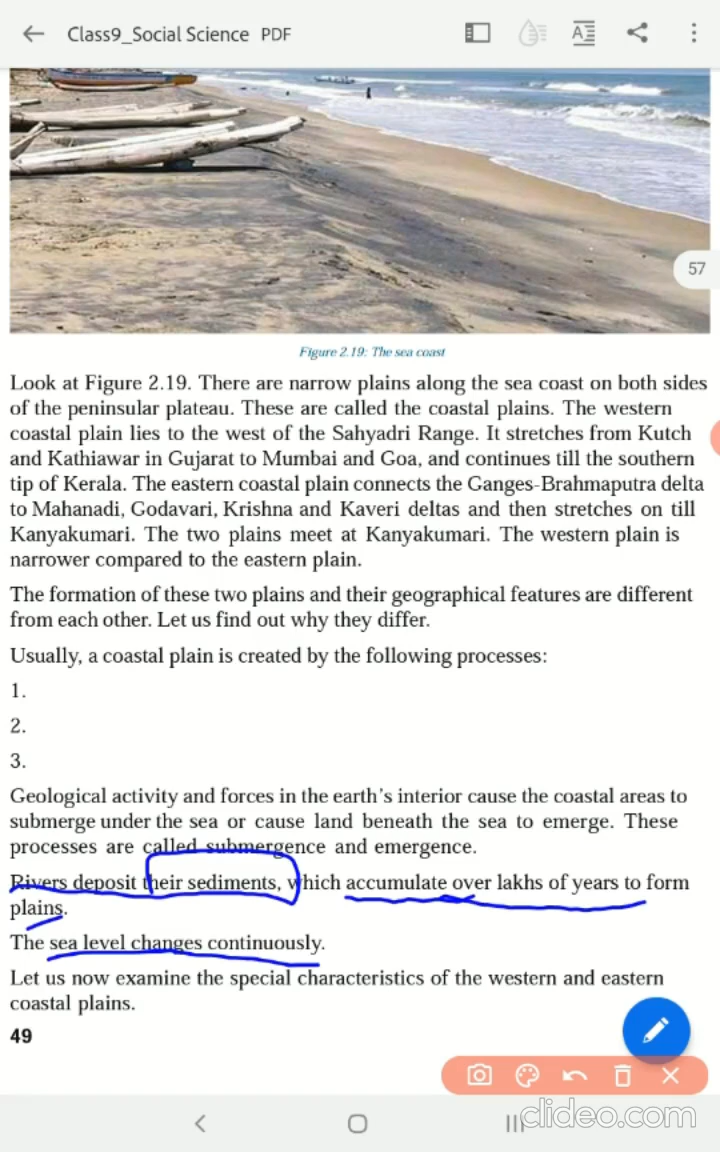 Class9_Social Science PDF
57
Figure 2.19: The sea coast
Look at Figure 2.19. There are narrow plains along the sea coast on both sides
of the peninsular plateau. These are called the coastal plains. The western
coastal plain lies to the west of the Sahyadri Range. It stretches from Kutch
and Kathiawar in Gujarat to Mumbai and Goa, and continues till the southern
tip of Kerala. The eastern coastal plain connects the Ganges-Brahmaputra delta
to Mahanadi, Godavari, Krishna and Kaveri deltas and then stretches on till
Kanyakumari. The two plains meet at Kanyakumari. The western plain is
narrower compared to the eastern plain.
The formation of these two plains and their geographical features are different
from each other. Let us find out why they differ.
Usually, a coastal plain is created by the following processes:
1.
2.
3.
Geological activity and forces in the earth's interior cause the coastal areas to
submerge under the sea or cause land beneath the sea to emerge. These
processes are called submergence and emergence.
Rivers deposit their sediments, which accumulate over lakhs of years to form
plains.
The sea level changes continuously.
Let us now examine the special characteristics of the western and eastern
coastal plains.
49
clideo.com